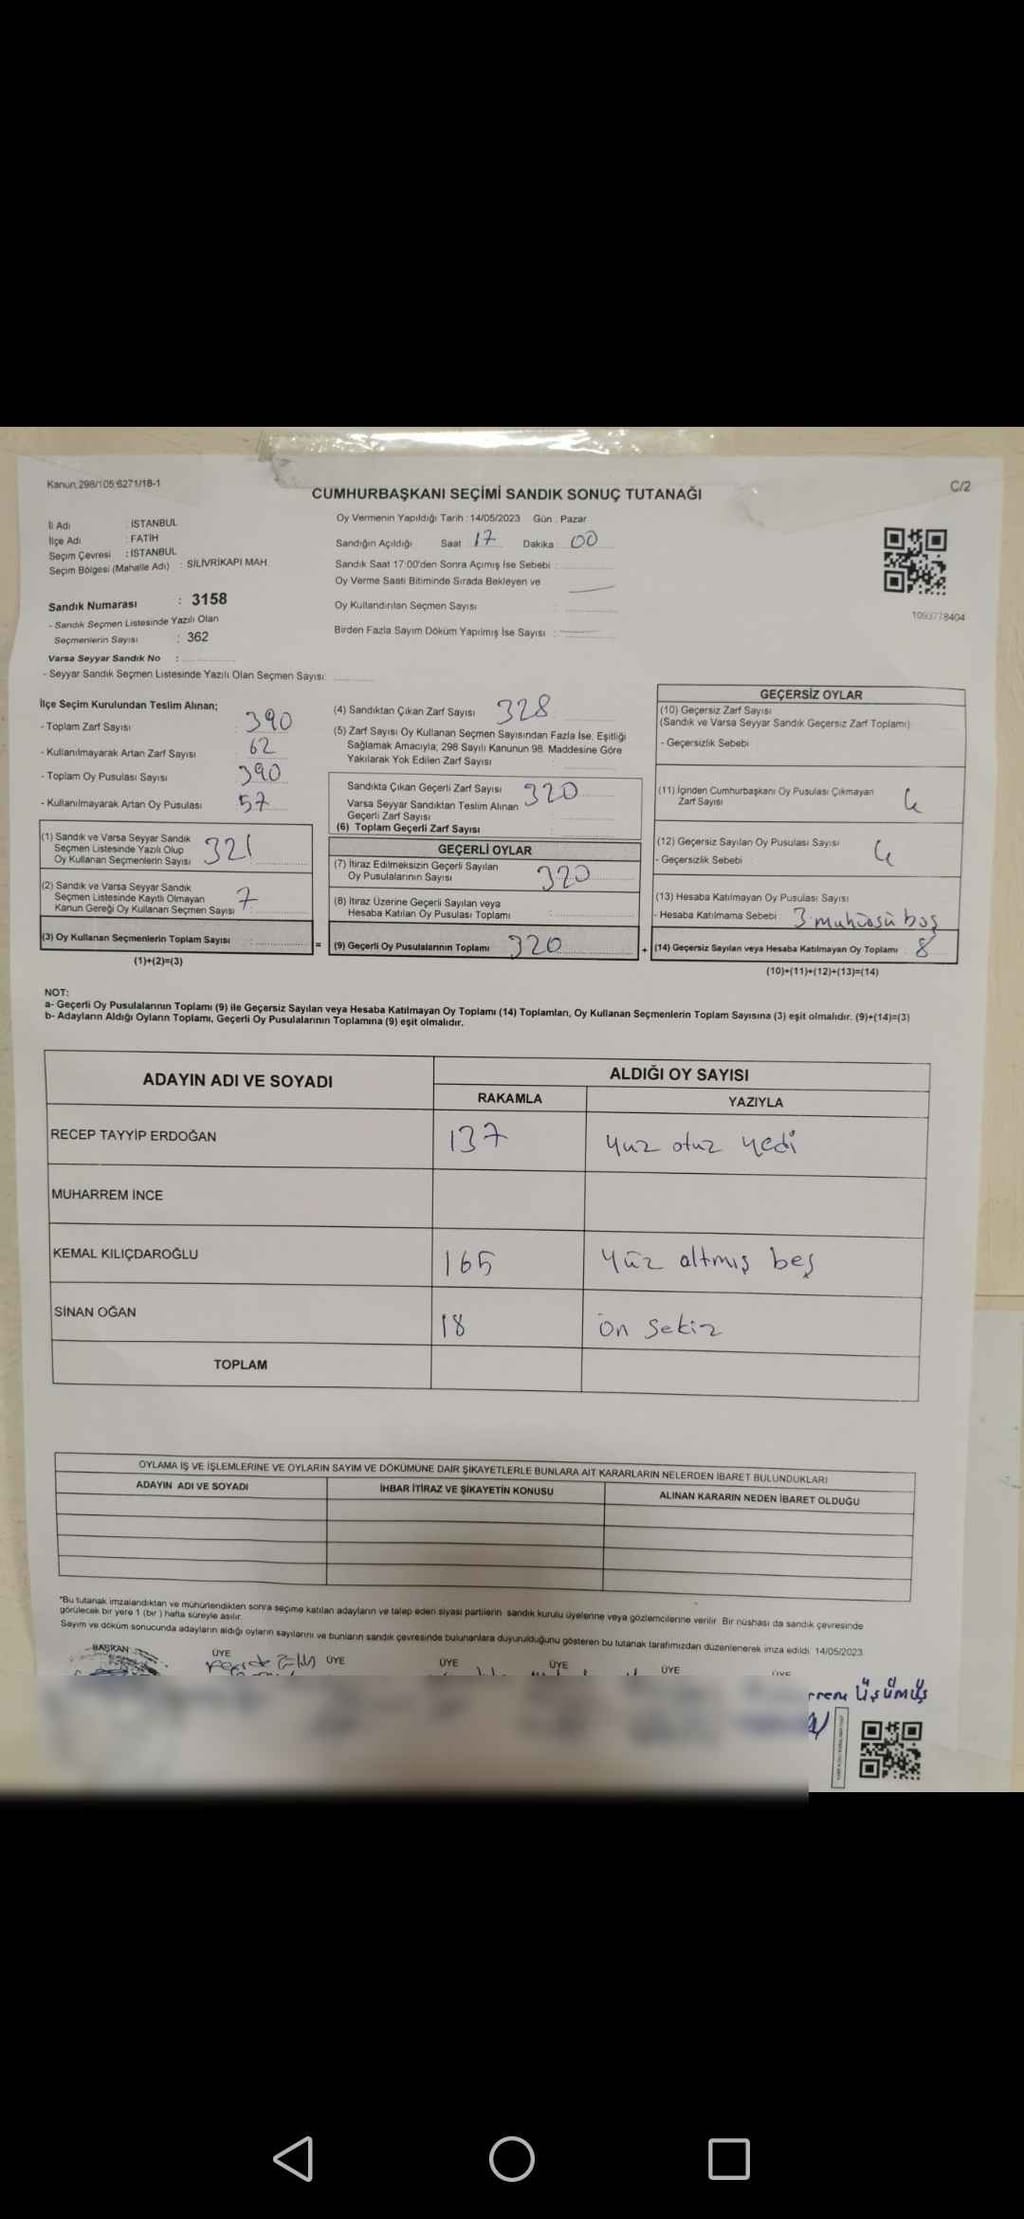 Kanun 298/105 6271/18-1
CUMHURBAŞKANI SEÇİMİ SANDIK SONUÇ TUTANAĞI
C/2
İl Adı : İSTANBUL
İlçe Adı : FATİH
Seçim Çevresi : İSTANBUL
Seçim Bölgesi (Mahalle Adı) : SİLİVRİKAPI MAH.
Oy Vermenin Yapıldığı Tarih : 14/05/2023 Gün : Pazar
Sandığın Açıldığı Saat 17 Dakika 00
Sandık Saat 17:00'den Sonra Açımış İse Sebebi :
Oy Verme Saati Bitiminde Sırada Bekleyen ve
Oy Kullandırılan Seçmen Sayısı :
Birden Fazla Sayım Döküm Yapılmış İse Sayısı :
1093778404
Sandık Numarası : 3158
- Sandık Seçmen Listesinde Yazılı Olan
Seçmenlerin Sayısı : 362
Varsa Seyyar Sandık No :
- Seyyar Sandık Seçmen Listesinde Yazılı Olan Seçmen Sayısı:
İlçe Seçim Kurulundan Teslim Alınan;
- Toplam Zarf Sayısı 390
- Kullanılmayarak Artan Zarf Sayısı 62
- Toplam Oy Pusulası Sayısı 390
- Kullanılmayarak Artan Oy Pusulası 57
(1) Sandık ve Varsa Seyyar Sandık
Seçmen Listesinde Yazılı Olup
Oy Kullanan Seçmenlerin Sayısı 321
(2) Sandık ve Varsa Seyyar Sandık
Seçmen Listesinde Kayıtlı Olmayan
Kanun Gereği Oy Kullanan Seçmen Sayısı 7
(3) Oy Kullanan Seçmenlerin Toplam Sayısı :
=
(1)+(2)=(3)
(4) Sandıktan Çıkan Zarf Sayısı 328
(5) Zarf Sayısı Oy Kullanan Seçmen Sayısından Fazla İse, Eşitliği
Sağlamak Amacıyla, 298 Sayılı Kanunun 98. Maddesine Göre
Yakılarak Yok Edilen Zarf Sayısı
Sandıkta Çıkan Geçerli Zarf Sayısı 320
Varsa Seyyar Sandıktan Teslim Alınan
Geçerli Zarf Sayısı
(6) Toplam Geçerli Zarf Sayısı
GEÇERLİ OYLAR
(7) İtiraz Edilmeksizin Geçerli Sayılan
Oy Pusulalarının Sayısı 320
(8) İtiraz Üzerine Geçerli Sayılan veya
Hesaba Katılan Oy Pusulası Toplamı :
(9) Geçerli Oy Pusulalarının Toplamı 320
+
GEÇERSİZ OYLAR
(10) Geçersiz Zarf Sayısı
(Sandık ve Varsa Seyyar Sandık Geçersiz Zarf Toplamı)
- Geçersizlik Sebebi
(11) İçinden Cumhurbaşkanı Oy Pusulası Çıkmayan
Zarf Sayısı 4
(12) Geçersiz Sayılan Oy Pusulası Sayısı 4
- Geçersizlik Sebebi
(13) Hesaba Katılmayan Oy Pusulası Sayısı
- Hesaba Katılmama Sebebi : 3 boş
(14) Geçersiz Sayılan veya Hesaba Katılmayan Oy Toplamı 8
(10)+(11)+(12)+(13)=(14)
NOT:
a- Geçerli Oy Pusulalarının Toplamı (9) ile Geçersiz Sayılan veya Hesaba Katılmayan Oy Toplamı (14) Toplamları, Oy Kullanan Seçmenlerin Toplam Sayısına (3) eşit olmalıdır. (9)+(14)=(3)
b- Adayların Aldığı Oyların Toplamı, Geçerli Oy Pusulalarının Toplamına (9) eşit olmalıdır.
ADAYIN ADI VE SOYADI
ALDIĞI OY SAYISI
RAKAMLA
YAZIYLA
RECEP TAYYİP ERDOĞAN 137 yuz otuz yedi
MUHARREM İNCE
KEMAL KILIÇDAROĞLU 165 Yüz altmış beş
SİNAN OĞAN 18 on sekiz
TOPLAM
OYLAMA İŞ VE İŞLEMLERİNE VE OYLARIN SAYIM VE DÖKÜMÜNE DAİR ŞİKAYETLERLE BUNLARA AİT KARARLARIN NELERDEN İBARET BULUNDUKLARI
ADAYIN ADI VE SOYADI
İHBAR İTİRAZ VE ŞİKAYETİN KONUSU
ALINAN KARARIN NEDEN İBARET OLDUĞU
"Bu tutanak imzalandıktan ve mühürlendikten sonra seçime katılan adayların ve talep eden siyasi partilerin sandık kurulu üyelerine veya gözlemcilerine verilir. Bir nüshası da sandık çevresinde
görülecek bir yere 1 (bir) hafta süreyle asılır.
Sayım ve döküm sonucunda adayların aldığı oyların sayılarını ve bunların sandık çevresinde bulunanlara duyurulduğunu gösteren bu tutanak tarafımızdan düzenlenerek imza edildi. 14/05/2023
BAŞKAN ÜYE ÜYE ÜYE ÜYE ÜYE
Üşümüş